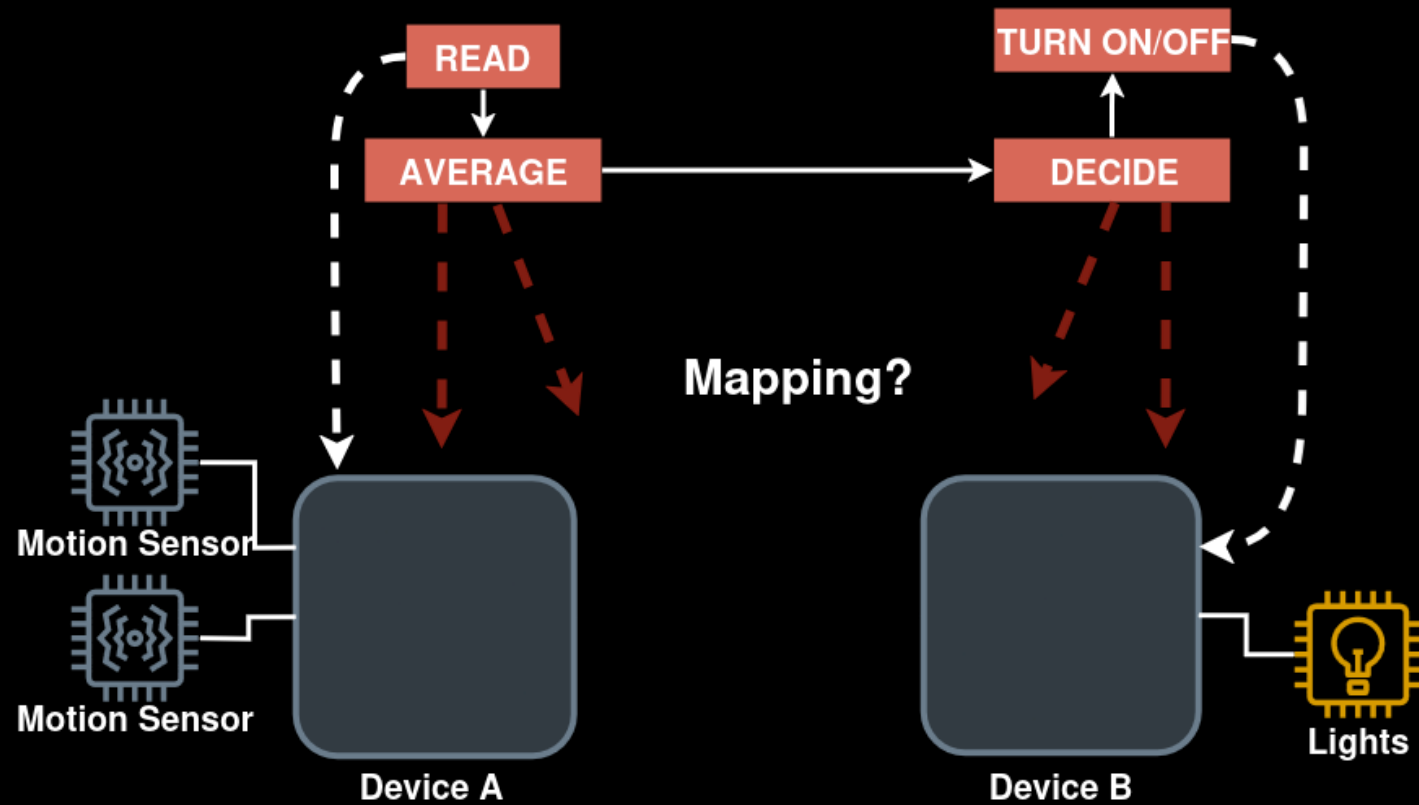 READ
TURN ON/OFF
AVERAGE
DECIDE
Mapping?
Motion Sensor
Motion Sensor
Lights
Device A
Device B